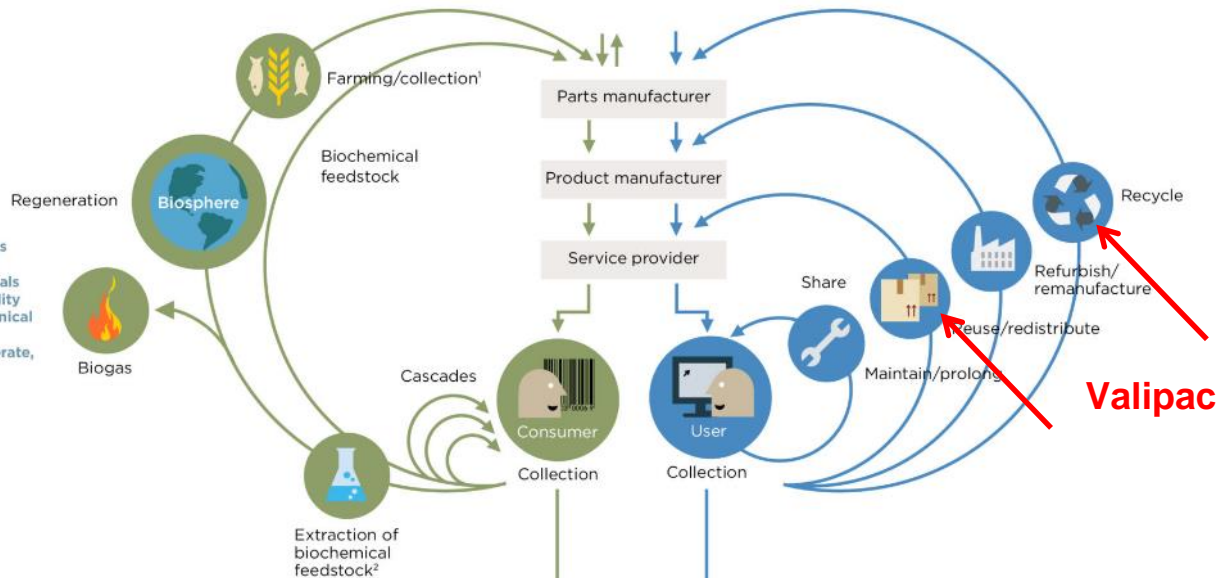 Farming/collection¹
Parts manufacturer
Biochemical
feedstock
Product manufacturer
Regeneration
Biosphere
Recycle
Service provider
Share
Refurbish/
remanufacture
Reuse/redistribute
Biogas
Cascades
Maintain/prolong
Valipac
Consumer
User
Collection
Collection
Extraction of
biochemical
feedstock²